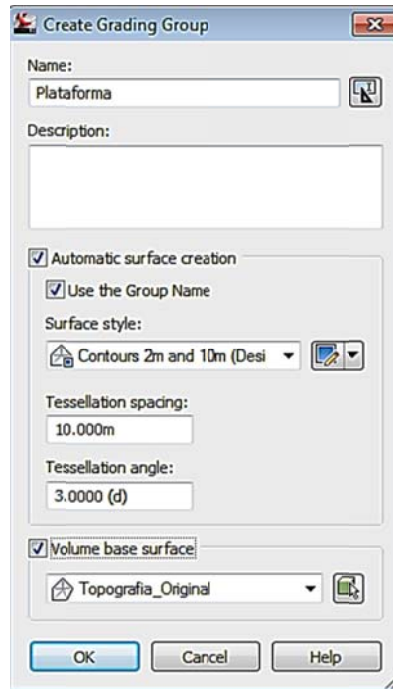 Create Grading Group
Name:
Plataforma
Description:
Automatic surface creation
Use the Group Name
Surface style:
Contours 2m and 10m (Desi
Tessellation spacing:
10.000m
Tessellation angle:
3.0000 (d)
Volume base surface
Topografia_Original
OK
Cancel
Help